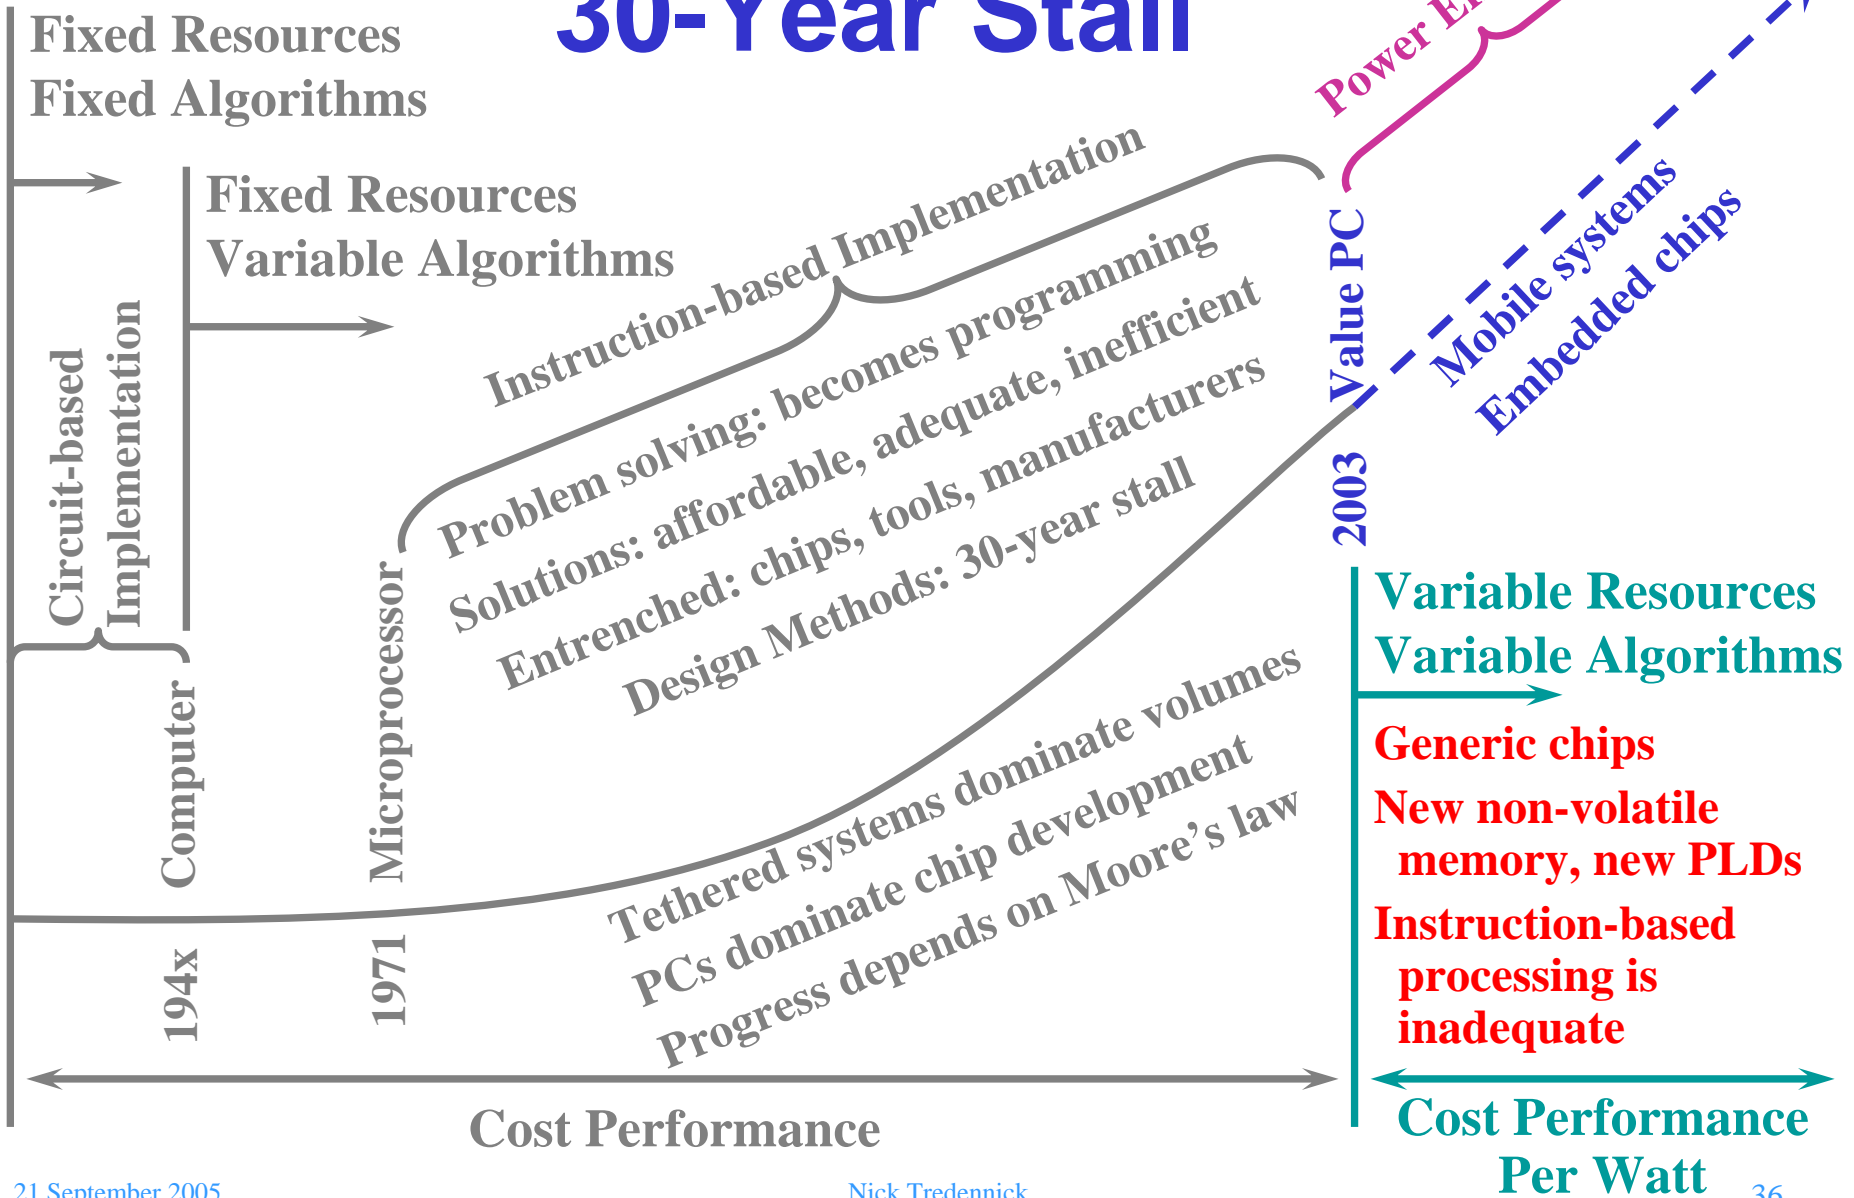 30-Year Stall
Fixed Resources
Fixed Algorithms
Fixed Resources
Variable Algorithms
Circuit-based
Implementation
Instruction-based Implementation
Problem solving: becomes programming
Solutions: affordable, adequate, inefficient
Entrenched: chips, tools, manufacturers
Design Methods: 30-year stall
Power
Value PC
2003
Mobile systems
Embedded chips
Computer
194x
Microprocessor
1971
Tethered systems dominate volumes
PCs dominate chip development
Progress depends on Moore’s law
Variable Resources
Variable Algorithms
Generic chips
New non-volatile
memory, new PLDs
Instruction-based
processing is
inadequate
Cost Performance
Cost Performance
Per Watt
21 September 2005
Nick Tredennick
36